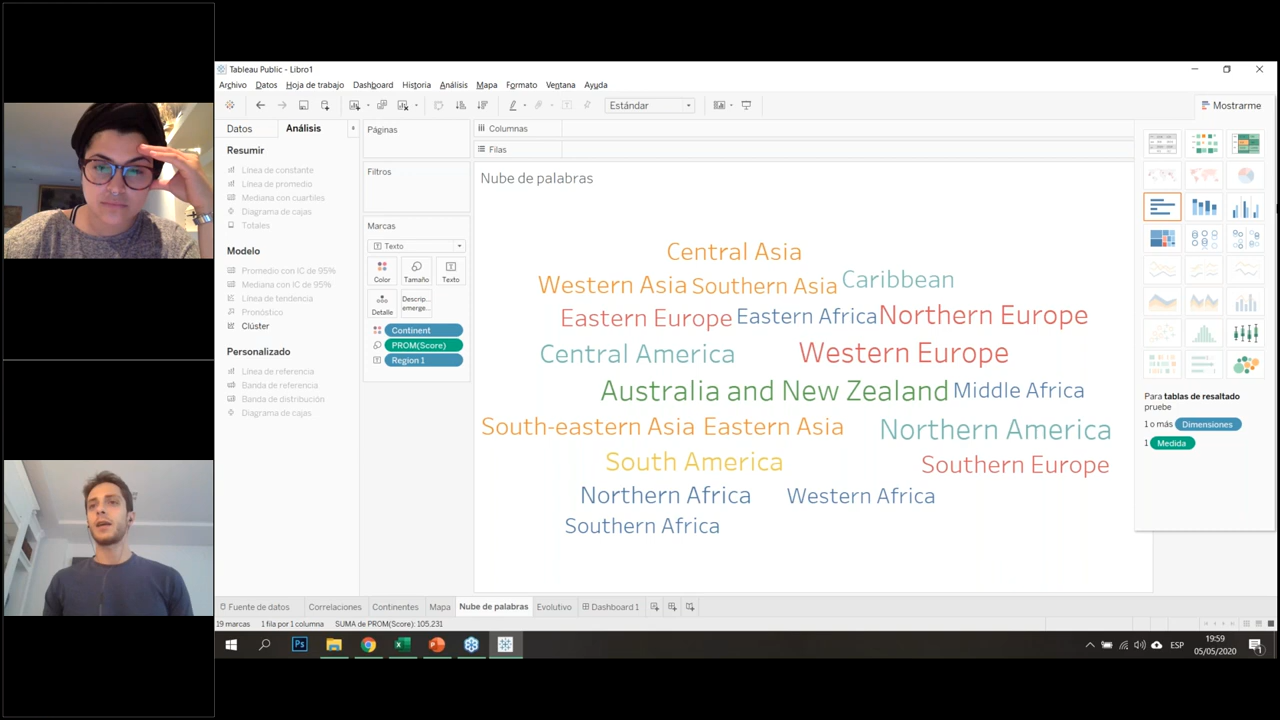 Tableau Public - Libro1
Archivo Datos Hoja de trabajo Dashboard Historia Análisis Mapa Formato Ventana Ayuda
Estándar
Mostrarme
Datos Análisis
Resumir
Línea de constante
Línea de promedio
Mediana con cuartiles
Diagrama de cajas
Totales
Modelo
Promedio con IC de 95%
Mediana con IC de 95%
Línea de tendencia
Pronóstico
Clúster
Personalizado
Línea de referencia
Banda de referencia
Banda de distribución
Diagrama de cajas
Páginas
Filtros
Marcas
Texto
Color Tamaño Texto
Detalle Descrip... emerge...
Continent
PROM(Score)
Region 1
Columnas
Filas
Nube de palabras
Central Asia
Western Asia Southern Asia Caribbean
Eastern Europe Eastern Africa Northern Europe
Central America Western Europe
Australia and New Zealand Middle Africa
South-eastern Asia Eastern Asia Northern America
South America Southern Europe
Northern Africa Western Africa
Southern Africa
Para tablas de resaltado
pruebe
1 o más Dimensiones
1 Medida
Fuente de datos Correlaciones Continentes Mapa Nube de palabras Evolutivo Dashboard 1
19 marcas 1 fila por 1 columna SUMA de PROM(Score): 105.231
Ps
ESP
19:59
05/05/2020
1